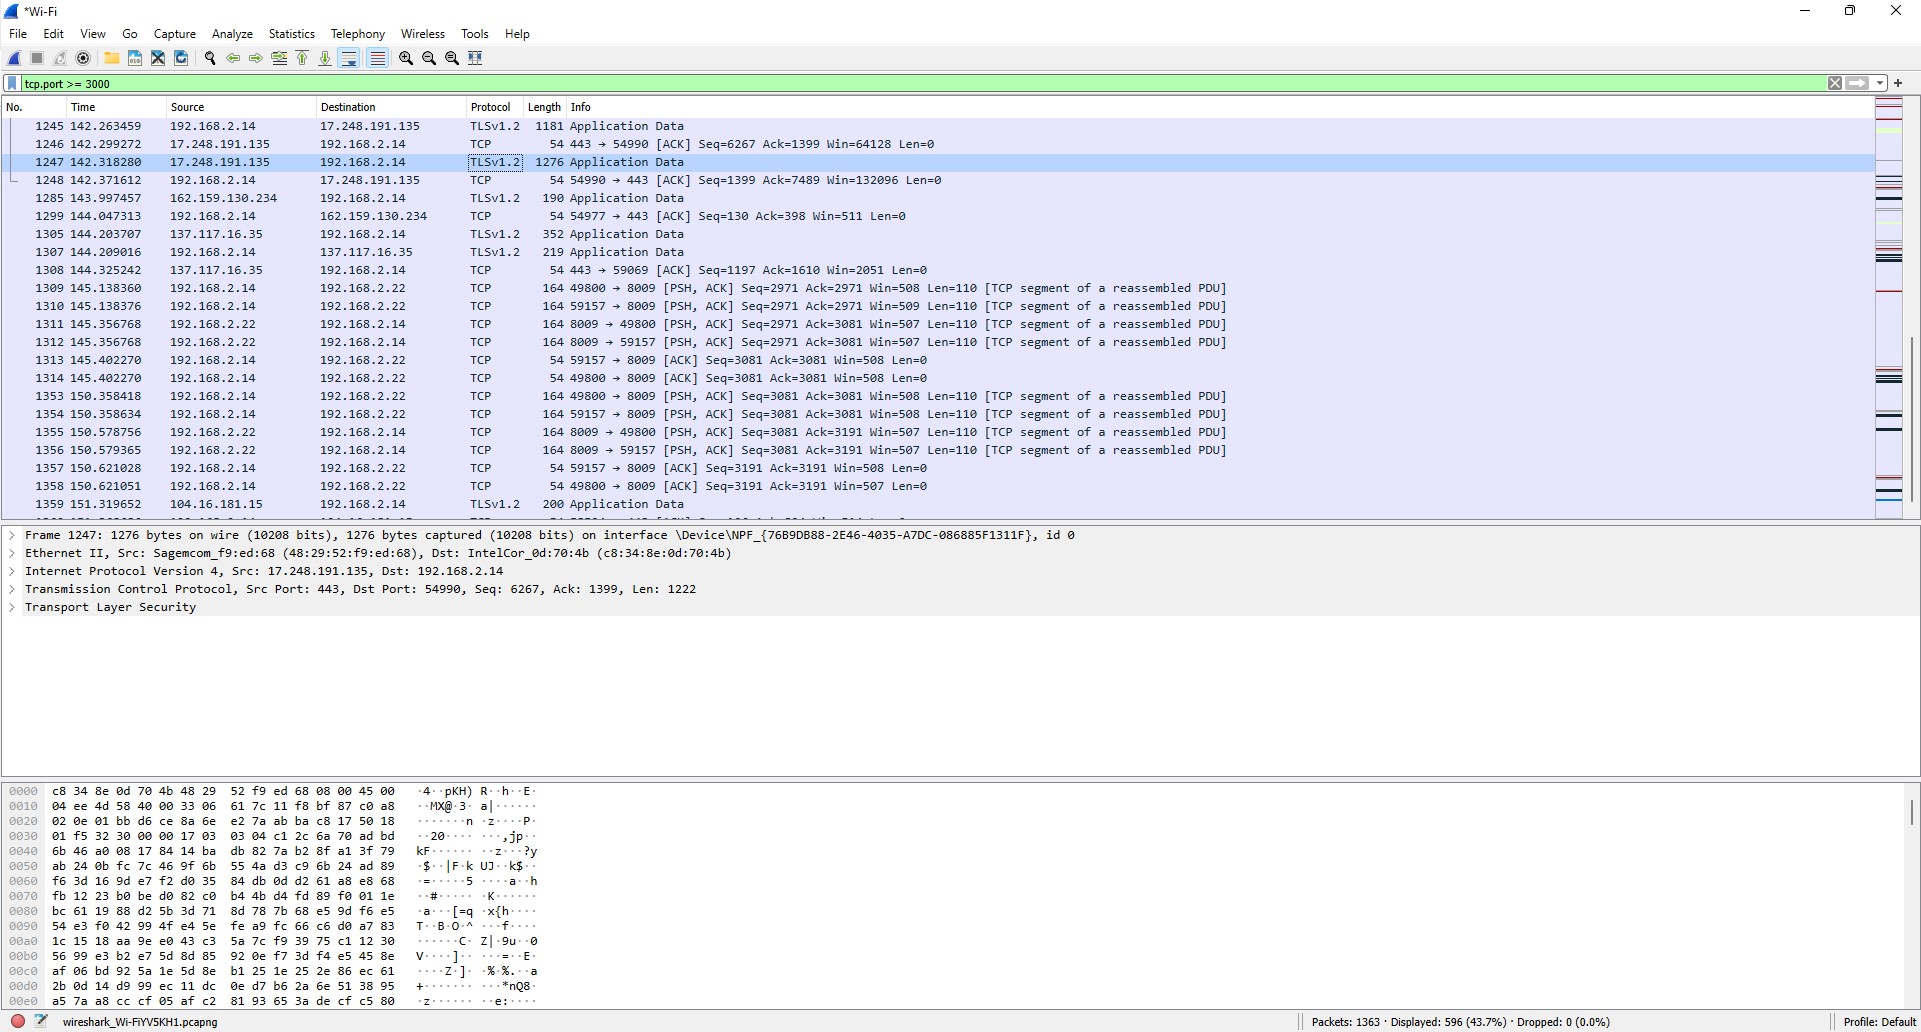 *Wi-Fi
File Edit View Go Capture Analyze Statistics Telephony Wireless Tools Help
tcp.port >= 3000
No. Time Source Destination Protocol Length Info
1245 142.263459 192.168.2.14 17.248.191.135 TLSv1.2 1181 Application Data
1246 142.299272 17.248.191.135 192.168.2.14 TCP 54 443 → 54990 [ACK] Seq=6267 Ack=1399 Win=64128 Len=0
1247 142.318280 17.248.191.135 192.168.2.14 TLSv1.2 1276 Application Data
1248 142.371612 192.168.2.14 17.248.191.135 TCP 54 54990 → 443 [ACK] Seq=1399 Ack=7489 Win=132096 Len=0
1285 143.997457 162.159.130.234 192.168.2.14 TLSv1.2 190 Application Data
1299 144.047313 192.168.2.14 162.159.130.234 TCP 54 54977 → 443 [ACK] Seq=130 Ack=398 Win=511 Len=0
1305 144.203707 137.117.16.35 192.168.2.14 TLSv1.2 352 Application Data
1307 144.209016 192.168.2.14 137.117.16.35 TLSv1.2 219 Application Data
1308 144.325242 137.117.16.35 192.168.2.14 TCP 54 443 → 59069 [ACK] Seq=1197 Ack=1610 Win=2051 Len=0
1309 145.138360 192.168.2.14 192.168.2.22 TCP 164 49800 → 8009 [PSH, ACK] Seq=2971 Ack=2971 Win=508 Len=110 [TCP segment of a reassembled PDU]
1310 145.138376 192.168.2.14 192.168.2.22 TCP 164 59157 → 8009 [PSH, ACK] Seq=2971 Ack=2971 Win=509 Len=110 [TCP segment of a reassembled PDU]
1311 145.356768 192.168.2.22 192.168.2.14 TCP 164 8009 → 49800 [PSH, ACK] Seq=2971 Ack=3081 Win=507 Len=110 [TCP segment of a reassembled PDU]
1312 145.356768 192.168.2.22 192.168.2.14 TCP 164 8009 → 59157 [PSH, ACK] Seq=2971 Ack=3081 Win=507 Len=110 [TCP segment of a reassembled PDU]
1313 145.402270 192.168.2.14 192.168.2.22 TCP 54 59157 → 8009 [ACK] Seq=3081 Ack=3081 Win=508 Len=0
1314 145.402270 192.168.2.14 192.168.2.22 TCP 54 49800 → 8009 [ACK] Seq=3081 Ack=3081 Win=508 Len=0
1353 150.358418 192.168.2.14 192.168.2.22 TCP 164 49800 → 8009 [PSH, ACK] Seq=3081 Ack=3081 Win=508 Len=110 [TCP segment of a reassembled PDU]
1354 150.358634 192.168.2.14 192.168.2.22 TCP 164 59157 → 8009 [PSH, ACK] Seq=3081 Ack=3081 Win=508 Len=110 [TCP segment of a reassembled PDU]
1355 150.578756 192.168.2.22 192.168.2.14 TCP 164 8009 → 49800 [PSH, ACK] Seq=3081 Ack=3191 Win=507 Len=110 [TCP segment of a reassembled PDU]
1356 150.579365 192.168.2.22 192.168.2.14 TCP 164 8009 → 59157 [PSH, ACK] Seq=3081 Ack=3191 Win=507 Len=110 [TCP segment of a reassembled PDU]
1357 150.621028 192.168.2.14 192.168.2.22 TCP 54 59157 → 8009 [ACK] Seq=3191 Ack=3191 Win=508 Len=0
1358 150.621051 192.168.2.14 192.168.2.22 TCP 54 49800 → 8009 [ACK] Seq=3191 Ack=3191 Win=507 Len=0
1359 151.319652 104.16.181.15 192.168.2.14 TLSv1.2 200 Application Data
Frame 1247: 1276 bytes on wire (10208 bits), 1276 bytes captured (10208 bits) on interface \Device\NPF_{76B9DB88-2E46-4035-A7DC-086885F1311F}, id 0
Ethernet II, Src: Sagemcom_f9:ed:68 (48:29:52:f9:ed:68), Dst: IntelCor_0d:70:4b (c8:34:8e:0d:70:4b)
Internet Protocol Version 4, Src: 17.248.191.135, Dst: 192.168.2.14
Transmission Control Protocol, Src Port: 443, Dst Port: 54990, Seq: 6267, Ack: 1399, Len: 1222
Transport Layer Security
0000 c8 34 8e 0d 70 4b 48 29 52 f9 ed 68 08 00 45 00 ·4··pKH) R··h··E·
0010 04 ee 4d 58 40 00 33 06 61 7c 11 f8 bf 87 c0 a8 ··MX@·3· a|······
0020 02 0e 01 bb d6 ce 8a 6e e2 7a ab ba c8 17 50 18 ·······n ·z····P·
0030 01 f5 32 30 00 00 17 03 03 04 c1 2c 6a 70 ad bd ··20···· ···,jp··
0040 6b 46 a0 08 17 84 14 ba db 82 7a b2 8f a1 3f 79 kF······ ··z···?y
0050 ab 24 0b fc 7c 46 9f 6b 55 4a d3 c9 6b 24 ad 89 ·$··|F·k UJ··k$··
0060 f6 3d 16 9d e7 f2 d0 35 84 db 0d d2 61 a8 e8 68 ·=·····5 ····a··h
0070 fb 12 23 b0 be d0 82 c0 b4 4b d4 fd 89 f0 01 1e ··#····· ·K······
0080 bc 61 19 88 d2 5b 3d 71 8d 78 7b 68 e5 9d f6 e5 ·a···[=q ·x{h····
0090 54 e3 f0 42 99 4f e4 5e fe a9 fc 66 c6 d0 a7 83 T··B·O·^ ···f····
00a0 1c 15 18 aa 9e e0 43 c3 5a 7c f9 39 75 c1 12 30 ······C· Z|·9u··0
00b0 56 99 e3 b2 e7 5d 8d 85 92 0e f7 3d f4 e5 45 8e V····]·· ···=··E·
00c0 af 06 bd 92 5a 1e 5d 8e b1 25 1e 25 2e 86 ec 61 ····Z·]· ·%·%.··a
00d0 2b 0d 14 d9 99 ec 11 dc 0e d7 b6 2a 6e 51 38 95 +······· ···*nQ8·
00e0 a5 7a a8 cc cf 05 af c2 81 93 65 3a de cf c5 80 ·z······ ··e:····
wireshark_Wi-FiYV5KH1.pcapng Packets: 1363 · Displayed: 596 (43.7%) · Dropped: 0 (0.0%) Profile: Default